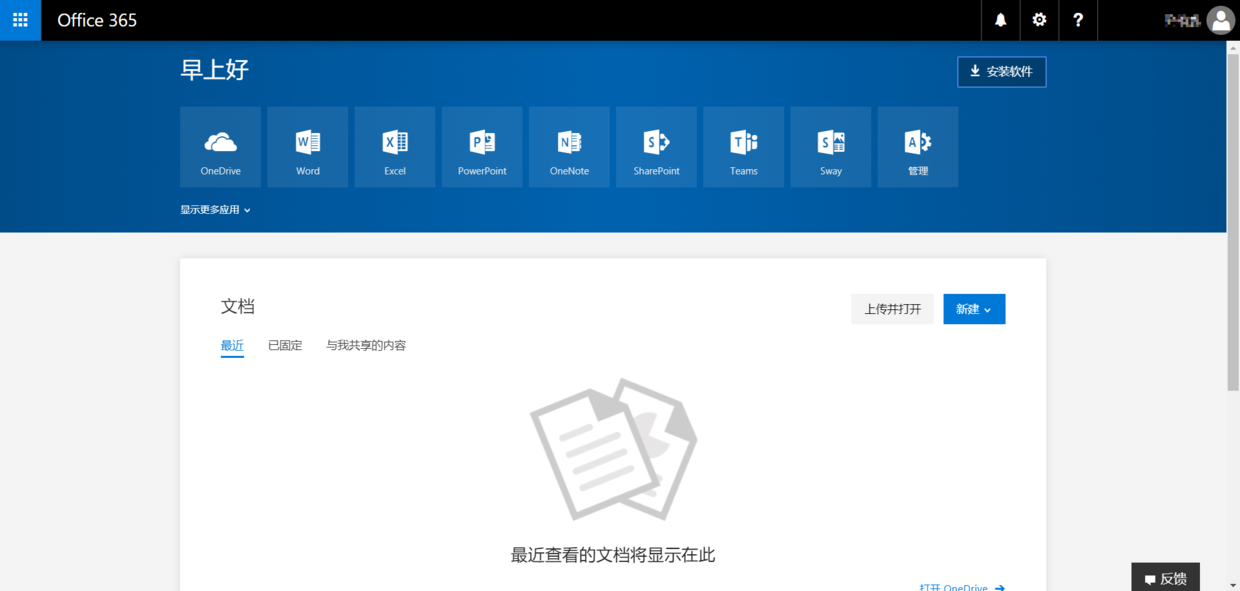 Office 365
?
早上好
安装软件
OneDrive
Word
Excel
PowerPoint
OneNote
SharePoint
Teams
Sway
管理
显示更多应用
文档
上传并打开
新建
最近
已固定
与我共享的内容
最近查看的文档将显示在此
打开 OneDrive
反馈